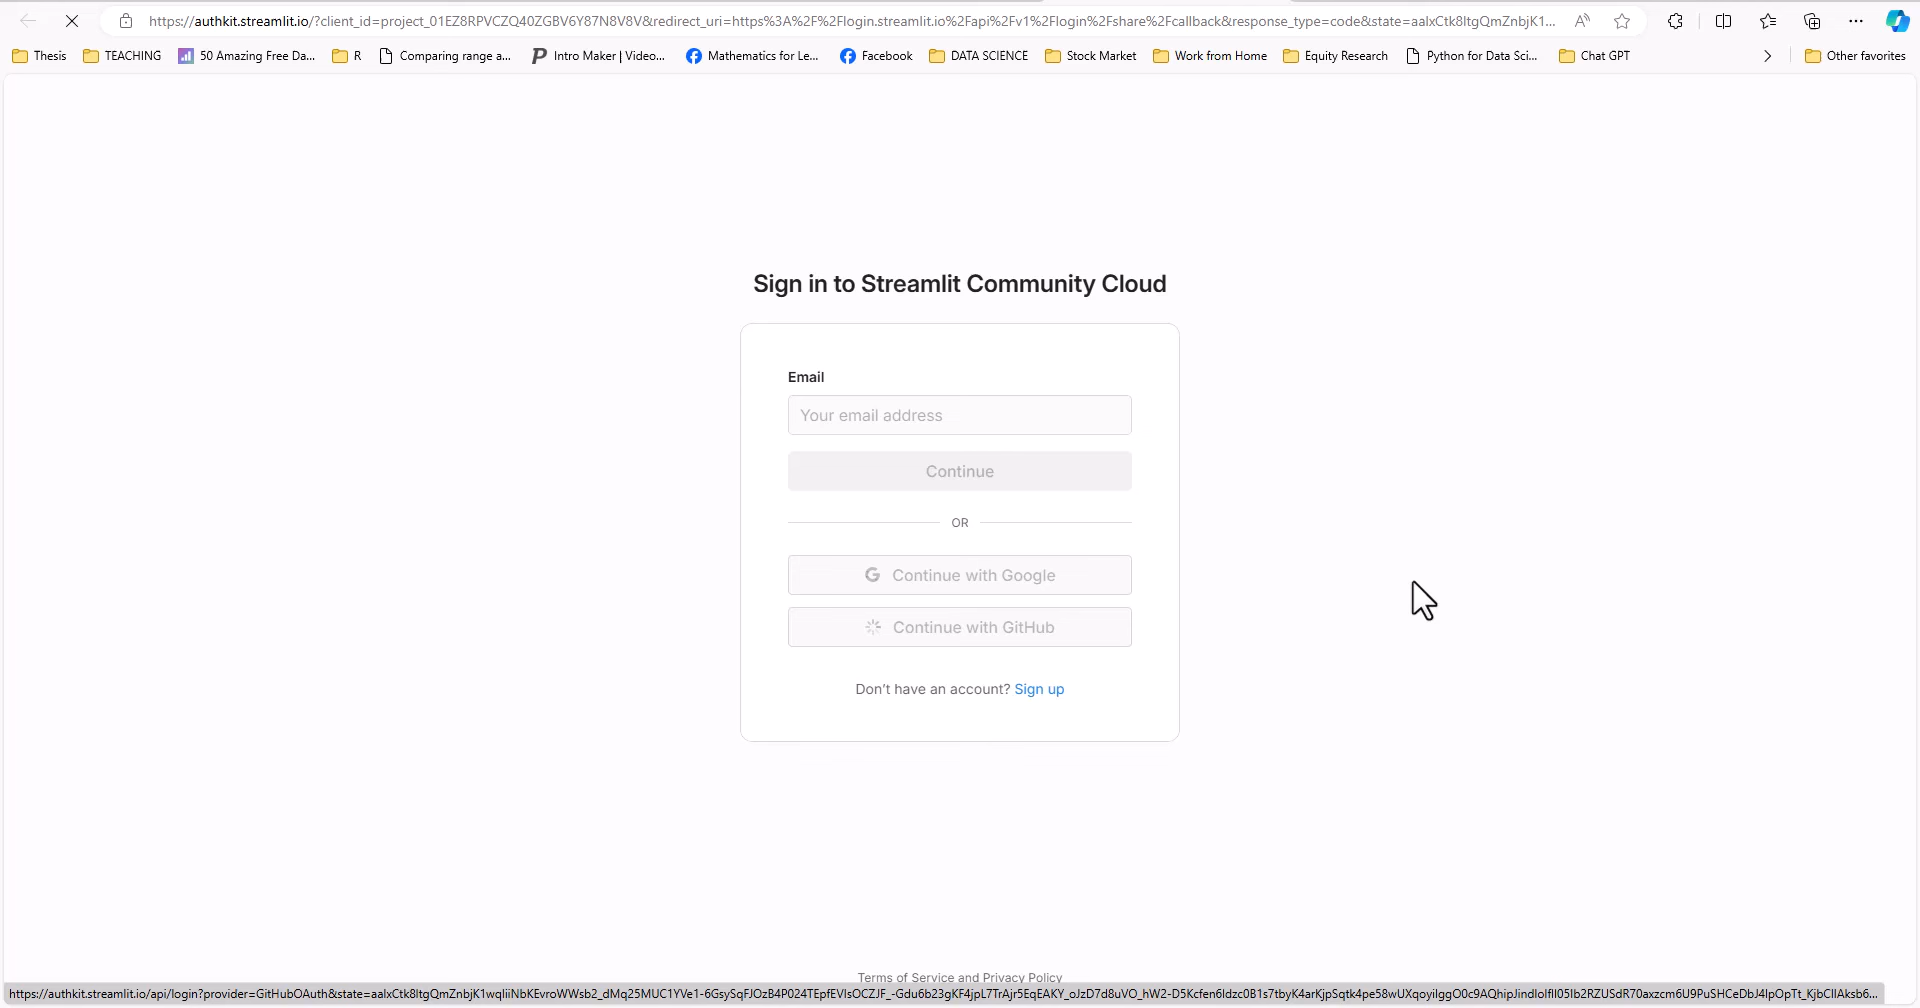 https://authkit.streamlit.io/?client_id=project_01EZ8RPVCZQ40ZGBV6Y87N8V8V&redirect_uri=https%3A%2F%2Flogin.streamlit.io%2Fapi%2Fv1%2Flogin%2Fshare%2Fcallback&response_type=code&state=aalxCtk8ltgQmZnbjK1...
Thesis TEACHING 50 Amazing Free Da... R Comparing range a... Intro Maker | Video... Mathematics for Le... Facebook DATA SCIENCE Stock Market Work from Home Equity Research Python for Data Sci... Chat GPT Other favorites
Sign in to Streamlit Community Cloud
Email
Your email address
Continue
OR
Continue with Google
Continue with GitHub
Don't have an account? Sign up
Terms of Service and Privacy Policy